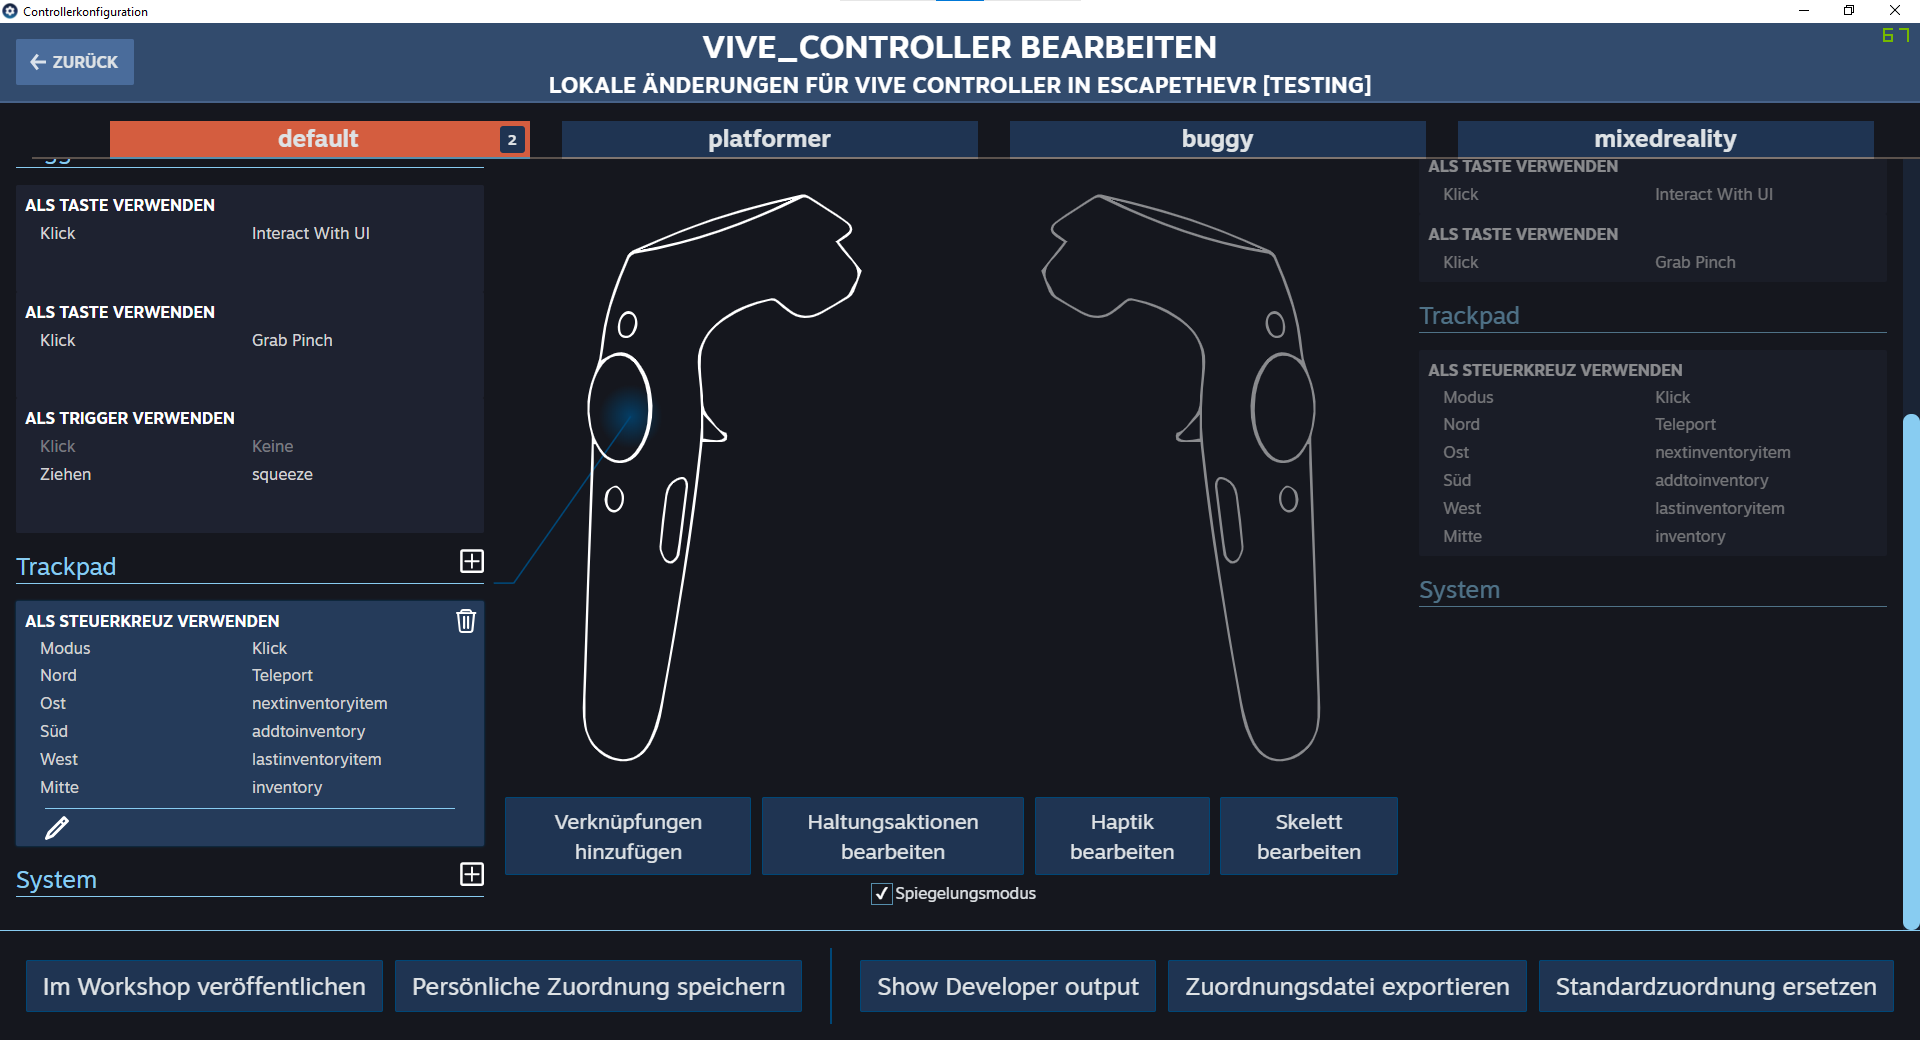 Controllerkonfiguration
ZURÜCK
VIVE_CONTROLLER BEARBEITEN
LOKALE ÄNDERUNGEN FÜR VIVE CONTROLLER IN ESCAPETHEVR [TESTING]
67
default
2
platformer
buggy
mixedreality
ALS TASTE VERWENDEN
Klick Interact With UI
ALS TASTE VERWENDEN
Klick Grab Pinch
ALS TRIGGER VERWENDEN
Klick Keine
Ziehen squeeze
Trackpad
ALS STEUERKREUZ VERWENDEN
Modus Klick
Nord Teleport
Ost nextinventoryitem
Süd addtoinventory
West lastinventoryitem
Mitte inventory
System
Verknüpfungen
hinzufügen
Haltungsaktionen
bearbeiten
Haptik
bearbeiten
Skelett
bearbeiten
Spiegelungsmodus
ALS TASTE VERWENDEN
Klick Interact With UI
ALS TASTE VERWENDEN
Klick Grab Pinch
Trackpad
ALS STEUERKREUZ VERWENDEN
Modus Klick
Nord Teleport
Ost nextinventoryitem
Süd addtoinventory
West lastinventoryitem
Mitte inventory
System
Im Workshop veröffentlichen
Persönliche Zuordnung speichern
Show Developer output
Zuordnungsdatei exportieren
Standardzuordnung ersetzen